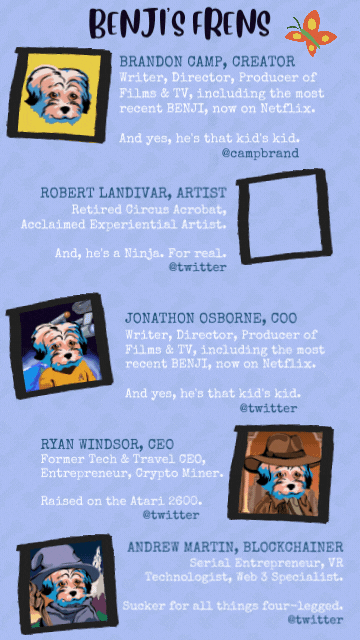 BENJI'S FRENS
BRANDON CAMP, CREATOR
Writer, Director, Producer of
Films & TV, including the most
recent BENJI, now on Netflix.
And yes, he's that kid's kid.
@campbrand
ROBERT LANDIVAR, ARTIST
Retired Circus Acrobat,
Acclaimed Experiential Artist.
And, he's a Ninja. For real.
@twitter
JONATHON OSBORNE, COO
Writer, Director, Producer of
Films & TV, including the most
recent BENJI, now on Netflix.
And yes, he's that kid's kid.
@twitter
RYAN WINDSOR, CEO
Former Tech & Travel CEO,
Entrepreneur, Crypto Miner.
Raised on the Atari 2600.
@twitter
ANDREW MARTIN, BLOCKCHAINER
Serial Entrepreneur, VR
Technologist, Web 3 Specialist.
Sucker for all things four-legged.
@twitter